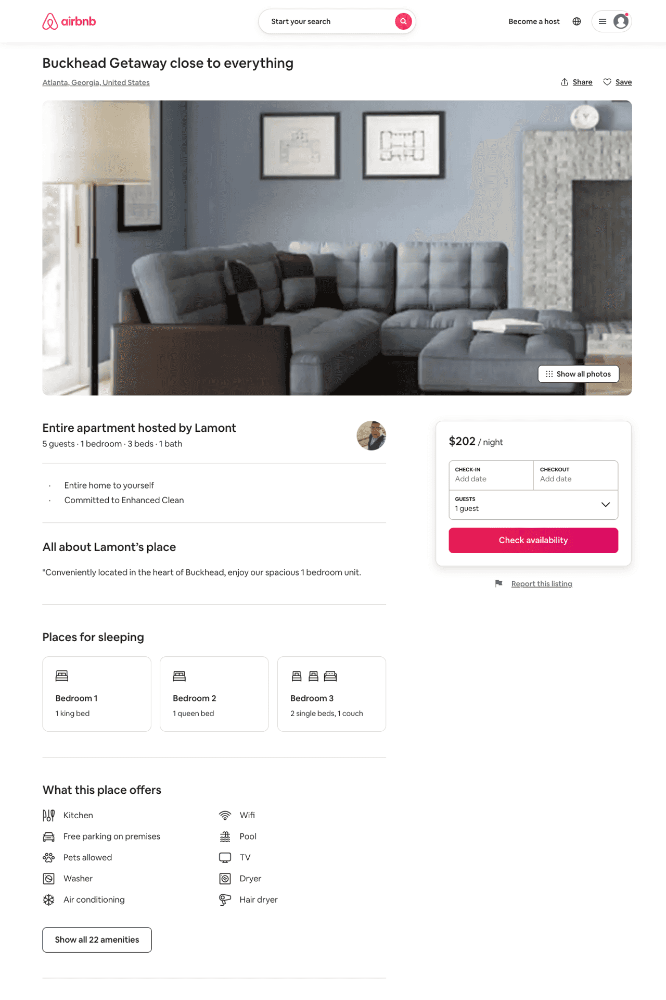 airbnb
Start your search
Become a host
Buckhead Getaway close to everything
Atlanta, Georgia, United States
Share
Save
Show all photos
Entire apartment hosted by Lamont
5 guests · 1 bedroom · 3 beds · 1 bath
· Entire home to yourself
· Committed to Enhanced Clean
All about Lamont’s place
"Conveniently located in the heart of Buckhead, enjoy our spacious 1 bedroom unit.
$202 / night
CHECK-IN
Add date
CHECKOUT
Add date
GUESTS
1 guest
Check availability
Report this listing
Places for sleeping
Bedroom 1
1 king bed
Bedroom 2
1 queen bed
Bedroom 3
2 single beds, 1 couch
What this place offers
Kitchen
Wifi
Free parking on premises
Pool
Pets allowed
TV
Washer
Dryer
Air conditioning
Hair dryer
Show all 22 amenities